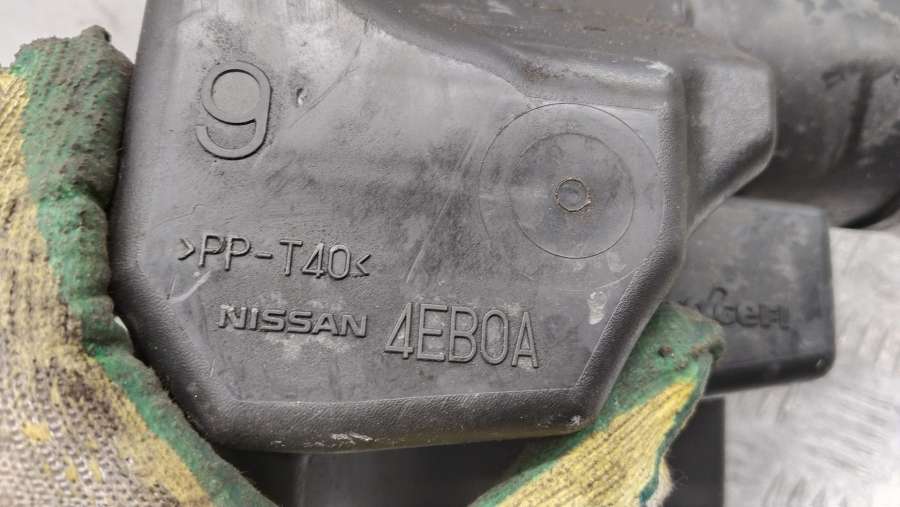 9
>PP-T40<
NISSAN 4EB0A